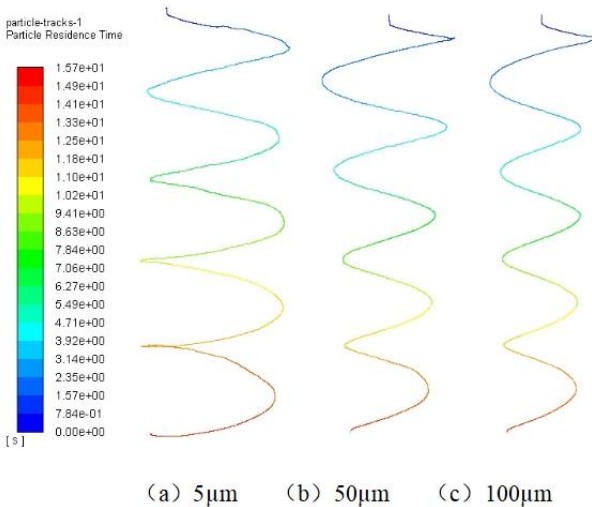 particle-tracks-1
Particle Residence Time
1.57e+01
1.49e+01
1.41e+01
1.33e+01
1.25e+01
1.18e+01
1.10e+01
1.02e+01
9.41e+00
8.63e+00
7.84e+00
7.06e+00
6.27e+00
5.49e+00
4.71e+00
3.92e+00
3.14e+00
2.35e+00
1.57e+00
7.84e-01
0.00e+00
[ s ]
(a) 5μm (b) 50μm (c) 100μm